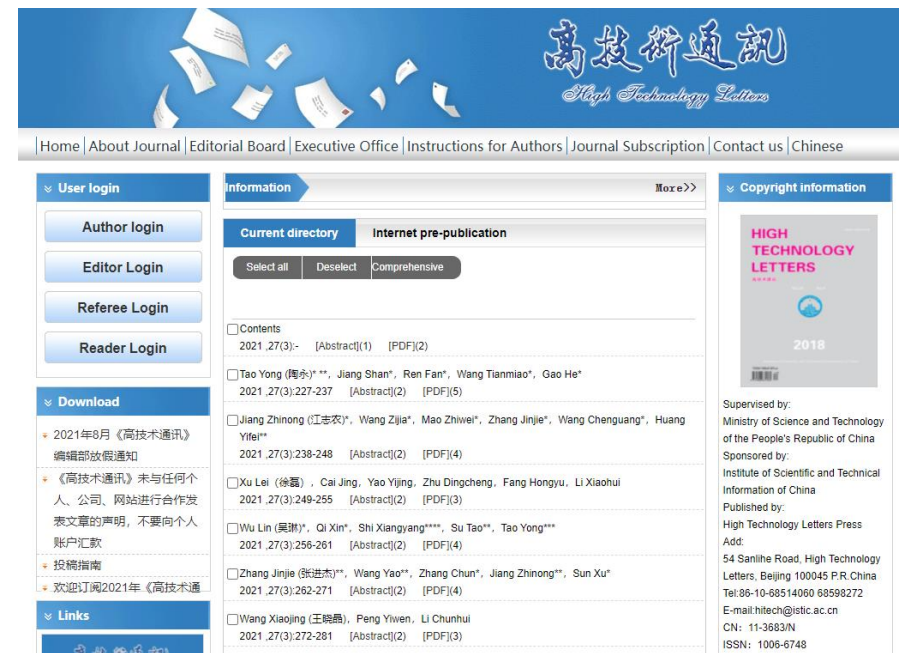 高技術通訊
High Technology Letters
Home About Journal Editorial Board Executive Office Instructions for Authors Journal Subscription Contact us Chinese
User login
Author login
Editor Login
Referee Login
Reader Login
Download
2021年8月《高技术通讯》
编辑部放假通知
《高技术通讯》未与任何个
人、公司、网站进行合作发
表文章的声明，不要向个人
账户汇款
投稿指南
欢迎订阅2021年《高技术通
Links
Information More>>
Current directory Internet pre-publication
Select all Deselect Comprehensive
Contents
2021 ,27(3):- [Abstract](1) [PDF](2)
Tao Yong (陶永)* **, Jiang Shan*, Ren Fan*, Wang Tianmiao*, Gao He*
2021 ,27(3):227-237 [Abstract](2) [PDF](5)
Jiang Zhinong (江志农)*, Wang Zijia*, Mao Zhiwei*, Zhang Jinjie*, Wang Chenguang*, Huang
Yifei**
2021 ,27(3):238-248 [Abstract](2) [PDF](4)
Xu Lei（徐磊）, Cai Jing, Yao Yijing, Zhu Dingcheng, Fang Hongyu, Li Xiaohui
2021 ,27(3):249-255 [Abstract](2) [PDF](3)
Wu Lin (吴琳)*, Qi Xin*, Shi Xiangyang****, Su Tao**, Tao Yong***
2021 ,27(3):256-261 [Abstract](2) [PDF](4)
Zhang Jinjie (张进杰)**, Wang Yao**, Zhang Chun*, Jiang Zhinong**, Sun Xu*
2021 ,27(3):262-271 [Abstract](2) [PDF](4)
Wang Xiaojing (王晓晶), Peng Yiwen, Li Chunhui
2021 ,27(3):272-281 [Abstract](2) [PDF](3)
Copyright information
HIGH
TECHNOLOGY
LETTERS
2018
Supervised by:
Ministry of Science and Technology
of the People's Republic of China
Sponsored by:
Institute of Scientific and Technical
Information of China
Published by:
High Technology Letters Press
Add:
54 Sanlihe Road, High Technology
Letters, Beijing 100045 P.R.China
Tel:86-10-68514060 68598272
E-mail:hitech@istic.ac.cn
CN: 11-3683/N
ISSN: 1006-6748